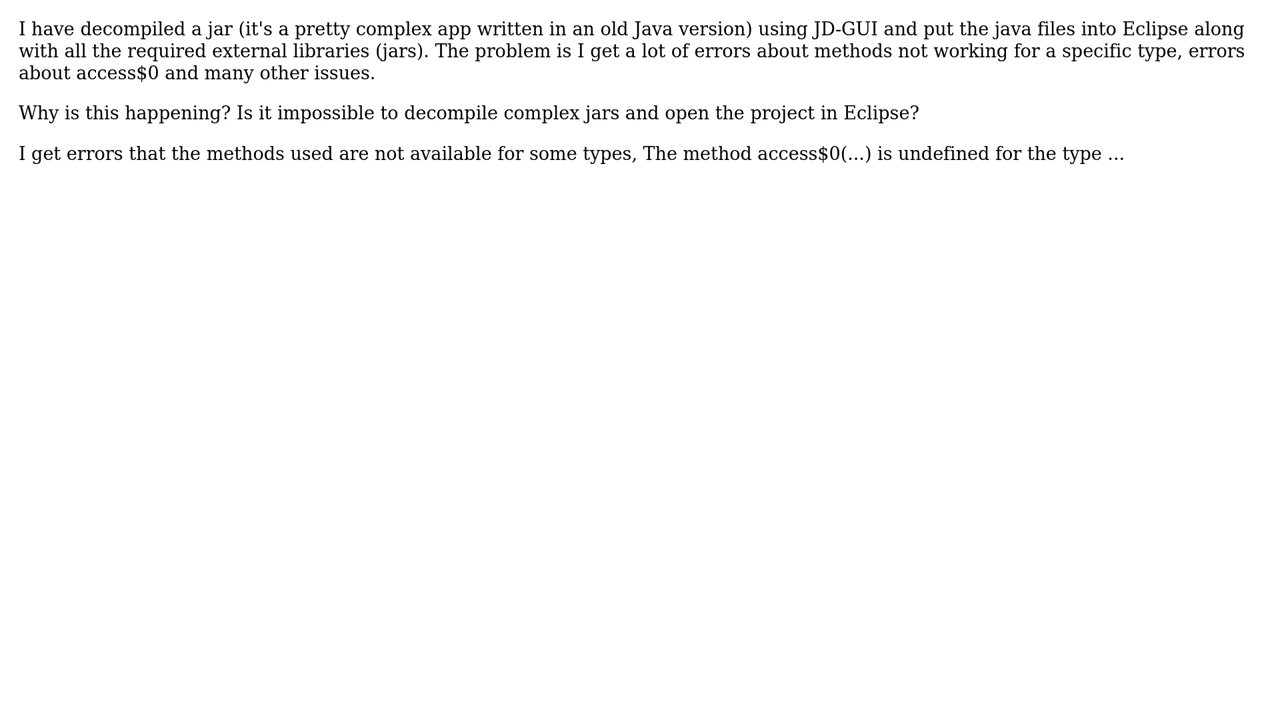 I have decompiled a jar (it's a pretty complex app written in an old Java version) using JD-GUI and put the java files into Eclipse along
with all the required external libraries (jars). The problem is I get a lot of errors about methods not working for a specific type, errors
about access$0 and many other issues.
Why is this happening? Is it impossible to decompile complex jars and open the project in Eclipse?
I get errors that the methods used are not available for some types, The method access$0(...) is undefined for the type ...